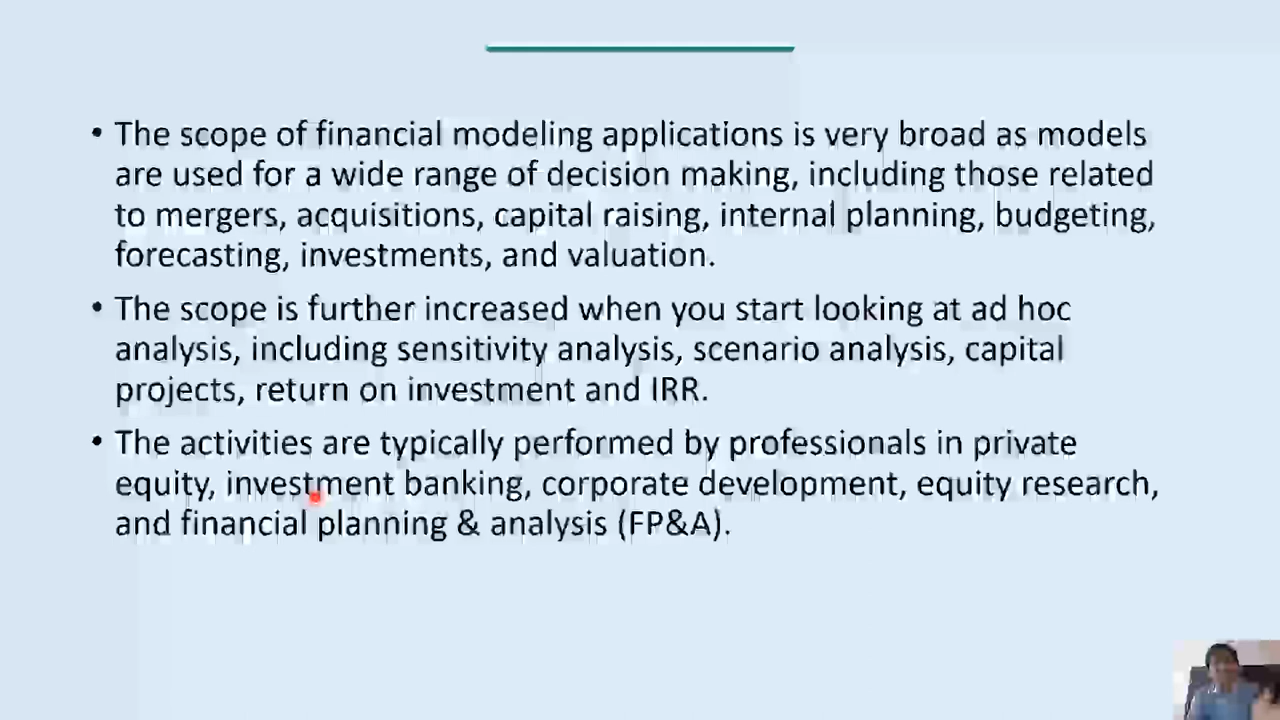 • The scope of financial modeling applications is very broad as models
are used for a wide range of decision making, including those related
to mergers, acquisitions, capital raising, internal planning, budgeting,
forecasting, investments, and valuation.
• The scope is further increased when you start looking at ad hoc
analysis, including sensitivity analysis, scenario analysis, capital
projects, return on investment and IRR.
• The activities are typically performed by professionals in private
equity, investment banking, corporate development, equity research,
and financial planning & analysis (FP&A).